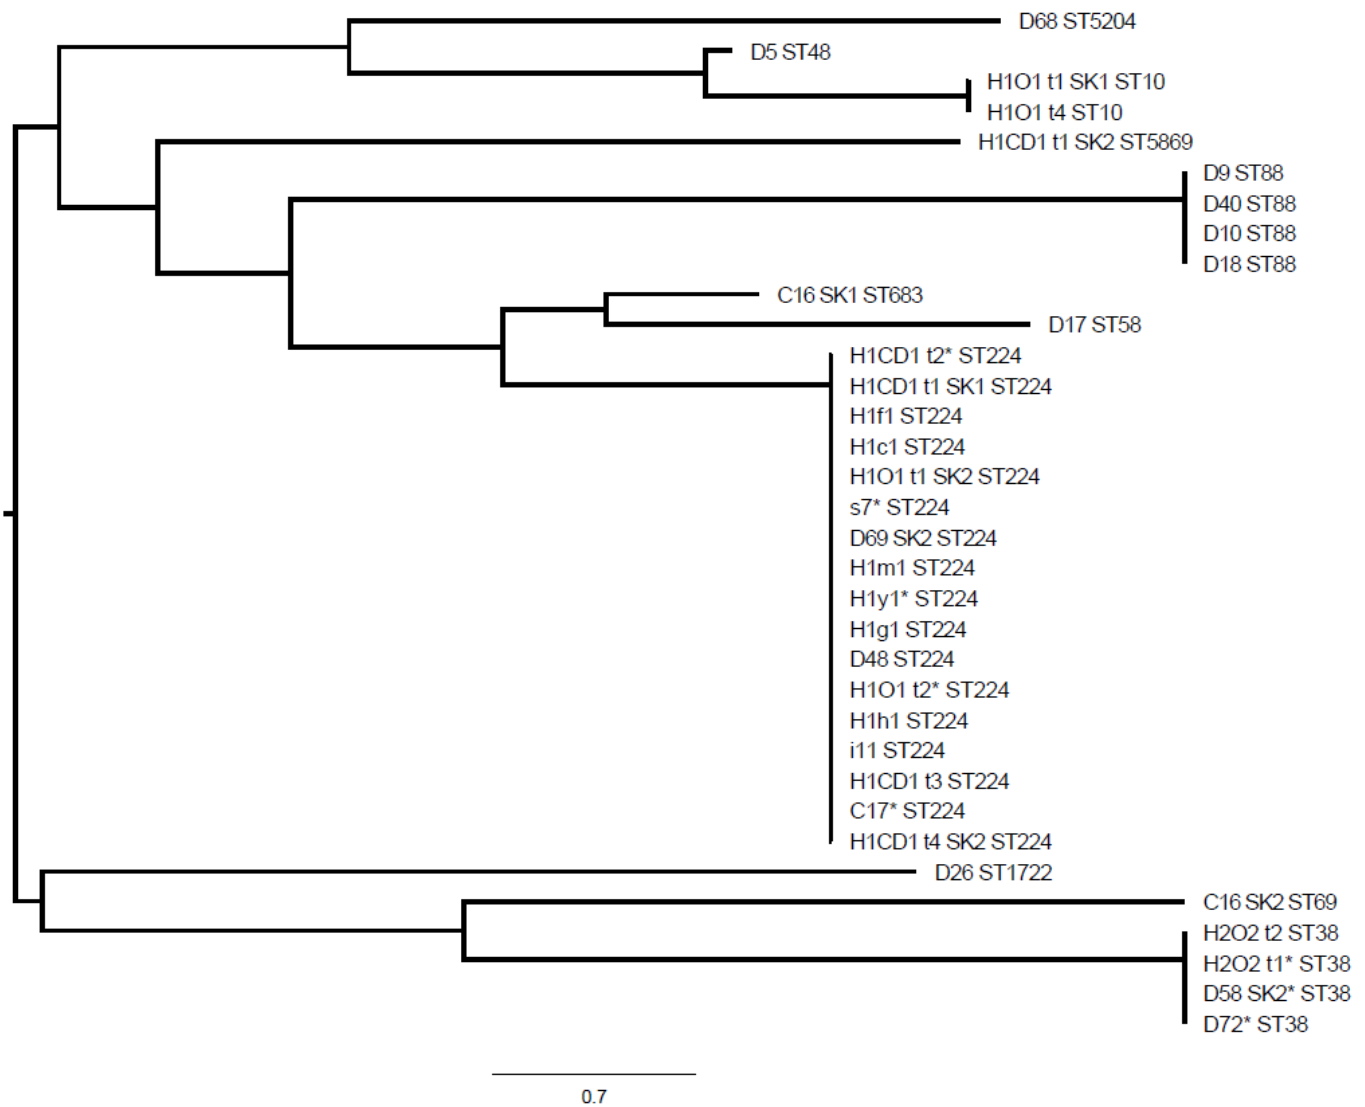 D68 ST5204
D5 ST48
H1O1 t1 SK1 ST10
H1O1 t4 ST10
H1CD1 t1 SK2 ST5869
D9 ST88
D40 ST88
D10 ST88
D18 ST88
C16 SK1 ST683
D17 ST58
H1CD1 t2* ST224
H1CD1 t1 SK1 ST224
H1f1 ST224
H1c1 ST224
H1O1 t1 SK2 ST224
s7* ST224
D69 SK2 ST224
H1m1 ST224
H1y1* ST224
H1g1 ST224
D48 ST224
H1O1 t2* ST224
H1h1 ST224
i11 ST224
H1CD1 t3 ST224
C17* ST224
H1CD1 t4 SK2 ST224
D26 ST1722
C16 SK2 ST69
H2O2 t2 ST38
H2O2 t1* ST38
D58 SK2* ST38
D72* ST38
0.7